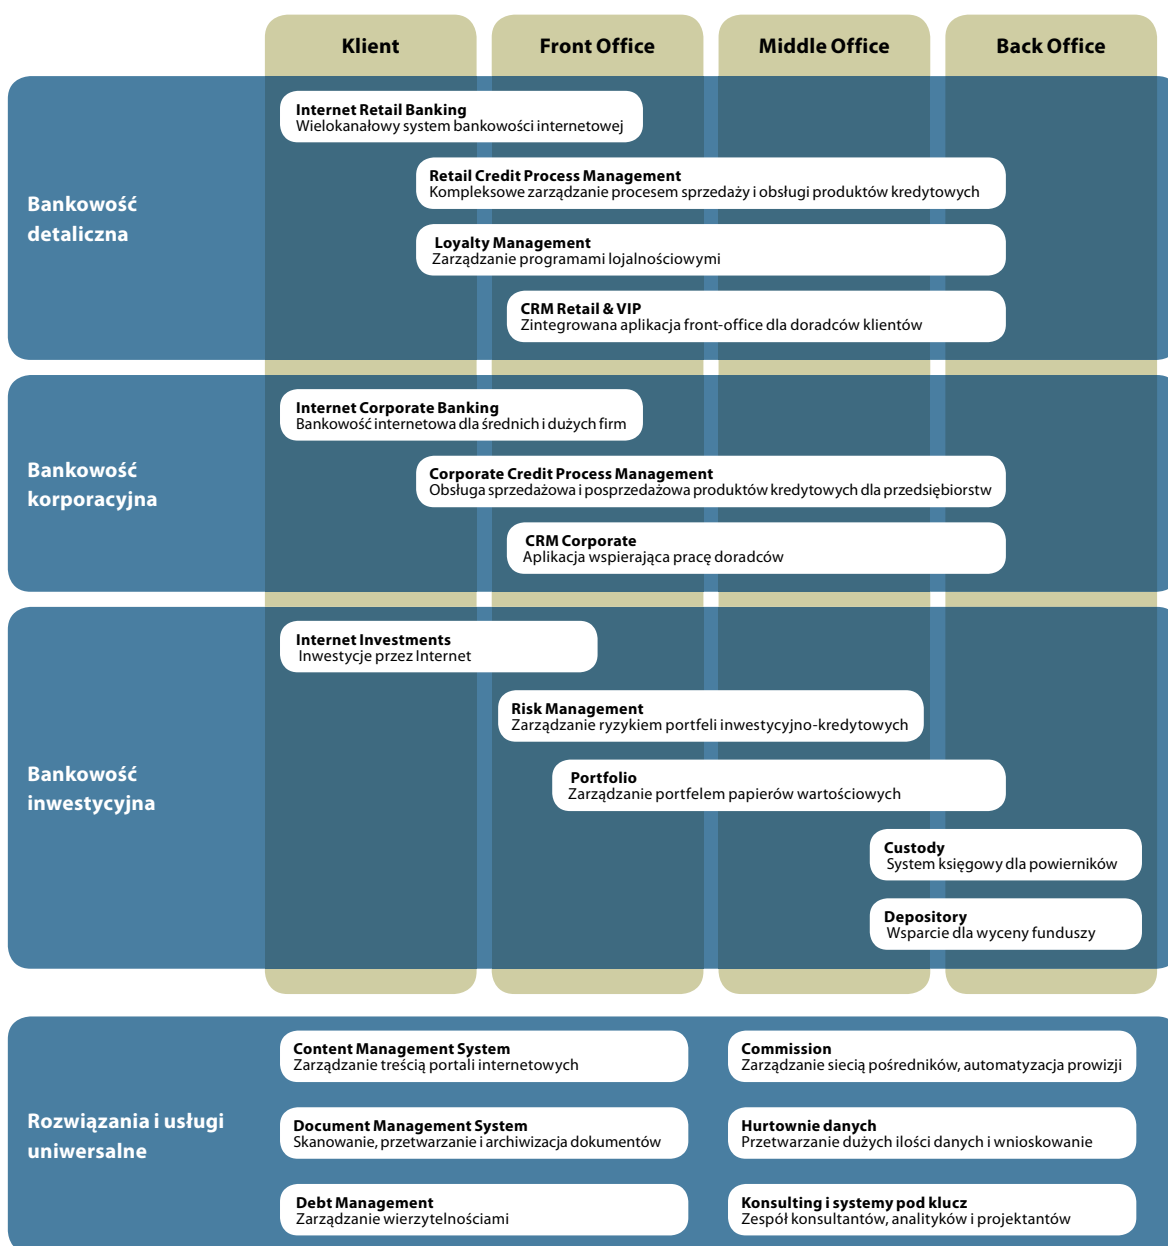 Klient
Front Office
Middle Office
Back Office
Bankowość
detaliczna
Internet Retail Banking
Wielokanałowy system bankowości internetowej
Retail Credit Process Management
Kompleksowe zarządzanie procesem sprzedaży i obsługi produktów kredytowych
Loyalty Management
Zarządzanie programami lojalnościowymi
CRM Retail & VIP
Zintegrowana aplikacja front-office dla doradców klientów
Bankowość
korporacyjna
Internet Corporate Banking
Bankowość internetowa dla średnich i dużych firm
Corporate Credit Process Management
Obsługa sprzedażowa i posprzedażowa produktów kredytowych dla przedsiębiorstw
CRM Corporate
Aplikacja wspierająca pracę doradców
Bankowość
inwestycyjna
Internet Investments
Inwestycje przez Internet
Risk Management
Zarządzanie ryzykiem portfeli inwestycyjno-kredytowych
Portfolio
Zarządzanie portfelem papierów wartościowych
Custody
System księgowy dla powierników
Depository
Wsparcie dla wyceny funduszy
Rozwiązania i usługi
uniwersalne
Content Management System
Zarządzanie treścią portali internetowych
Commission
Zarządzanie siecią pośredników, automatyzacja prowizji
Document Management System
Skanowanie, przetwarzanie i archiwizacja dokumentów
Hurtownie danych
Przetwarzanie dużych ilości danych i wnioskowanie
Debt Management
Zarządzanie wierzytelnościami
Konsulting i systemy pod klucz
Zespół konsultantów, analityków i projektantów